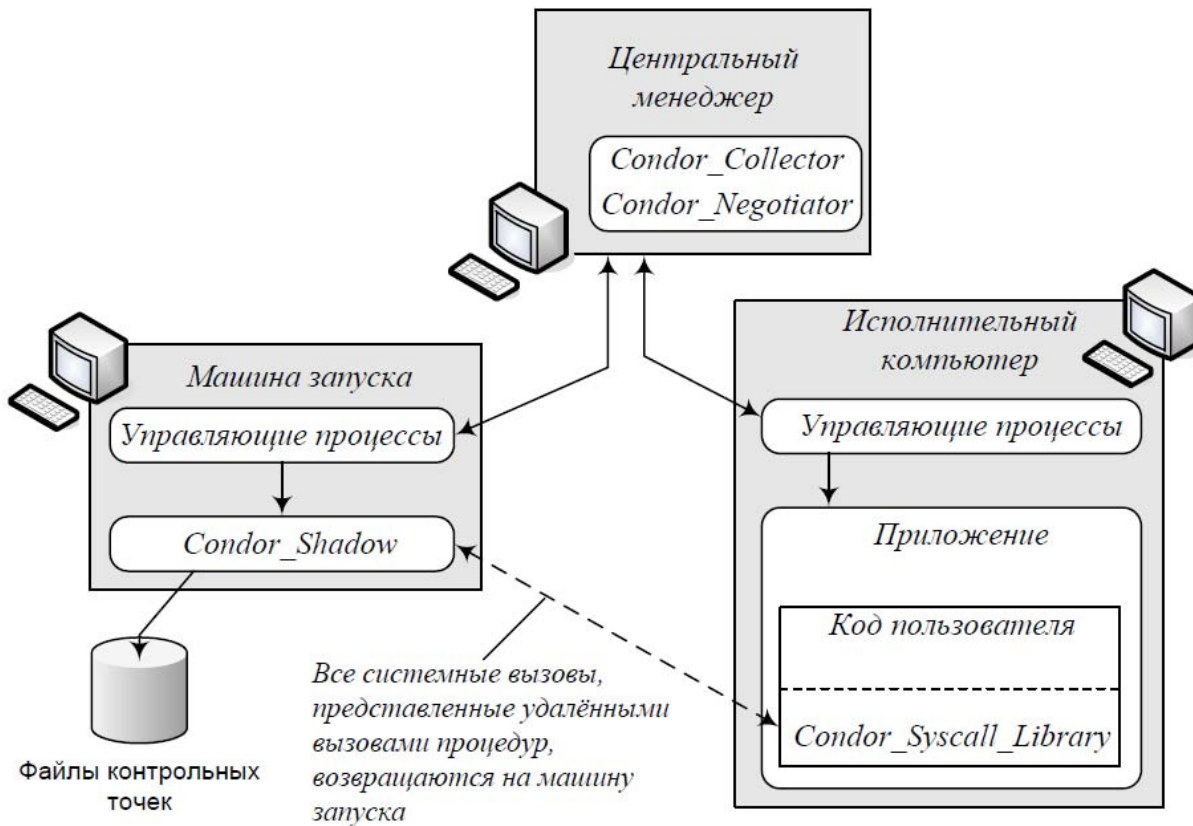 Центральный
менеджер
Condor_Collector
Condor_Negotiator
Машина запуска
Управляющие процессы
Condor_Shadow
Файлы контрольных
точек
Все системные вызовы,
представленные удалёнными
вызовами процедур,
возвращаются на машину
запуска
Исполнительный
компьютер
Управляющие процессы
Приложение
Код пользователя
Condor_Syscall_Library